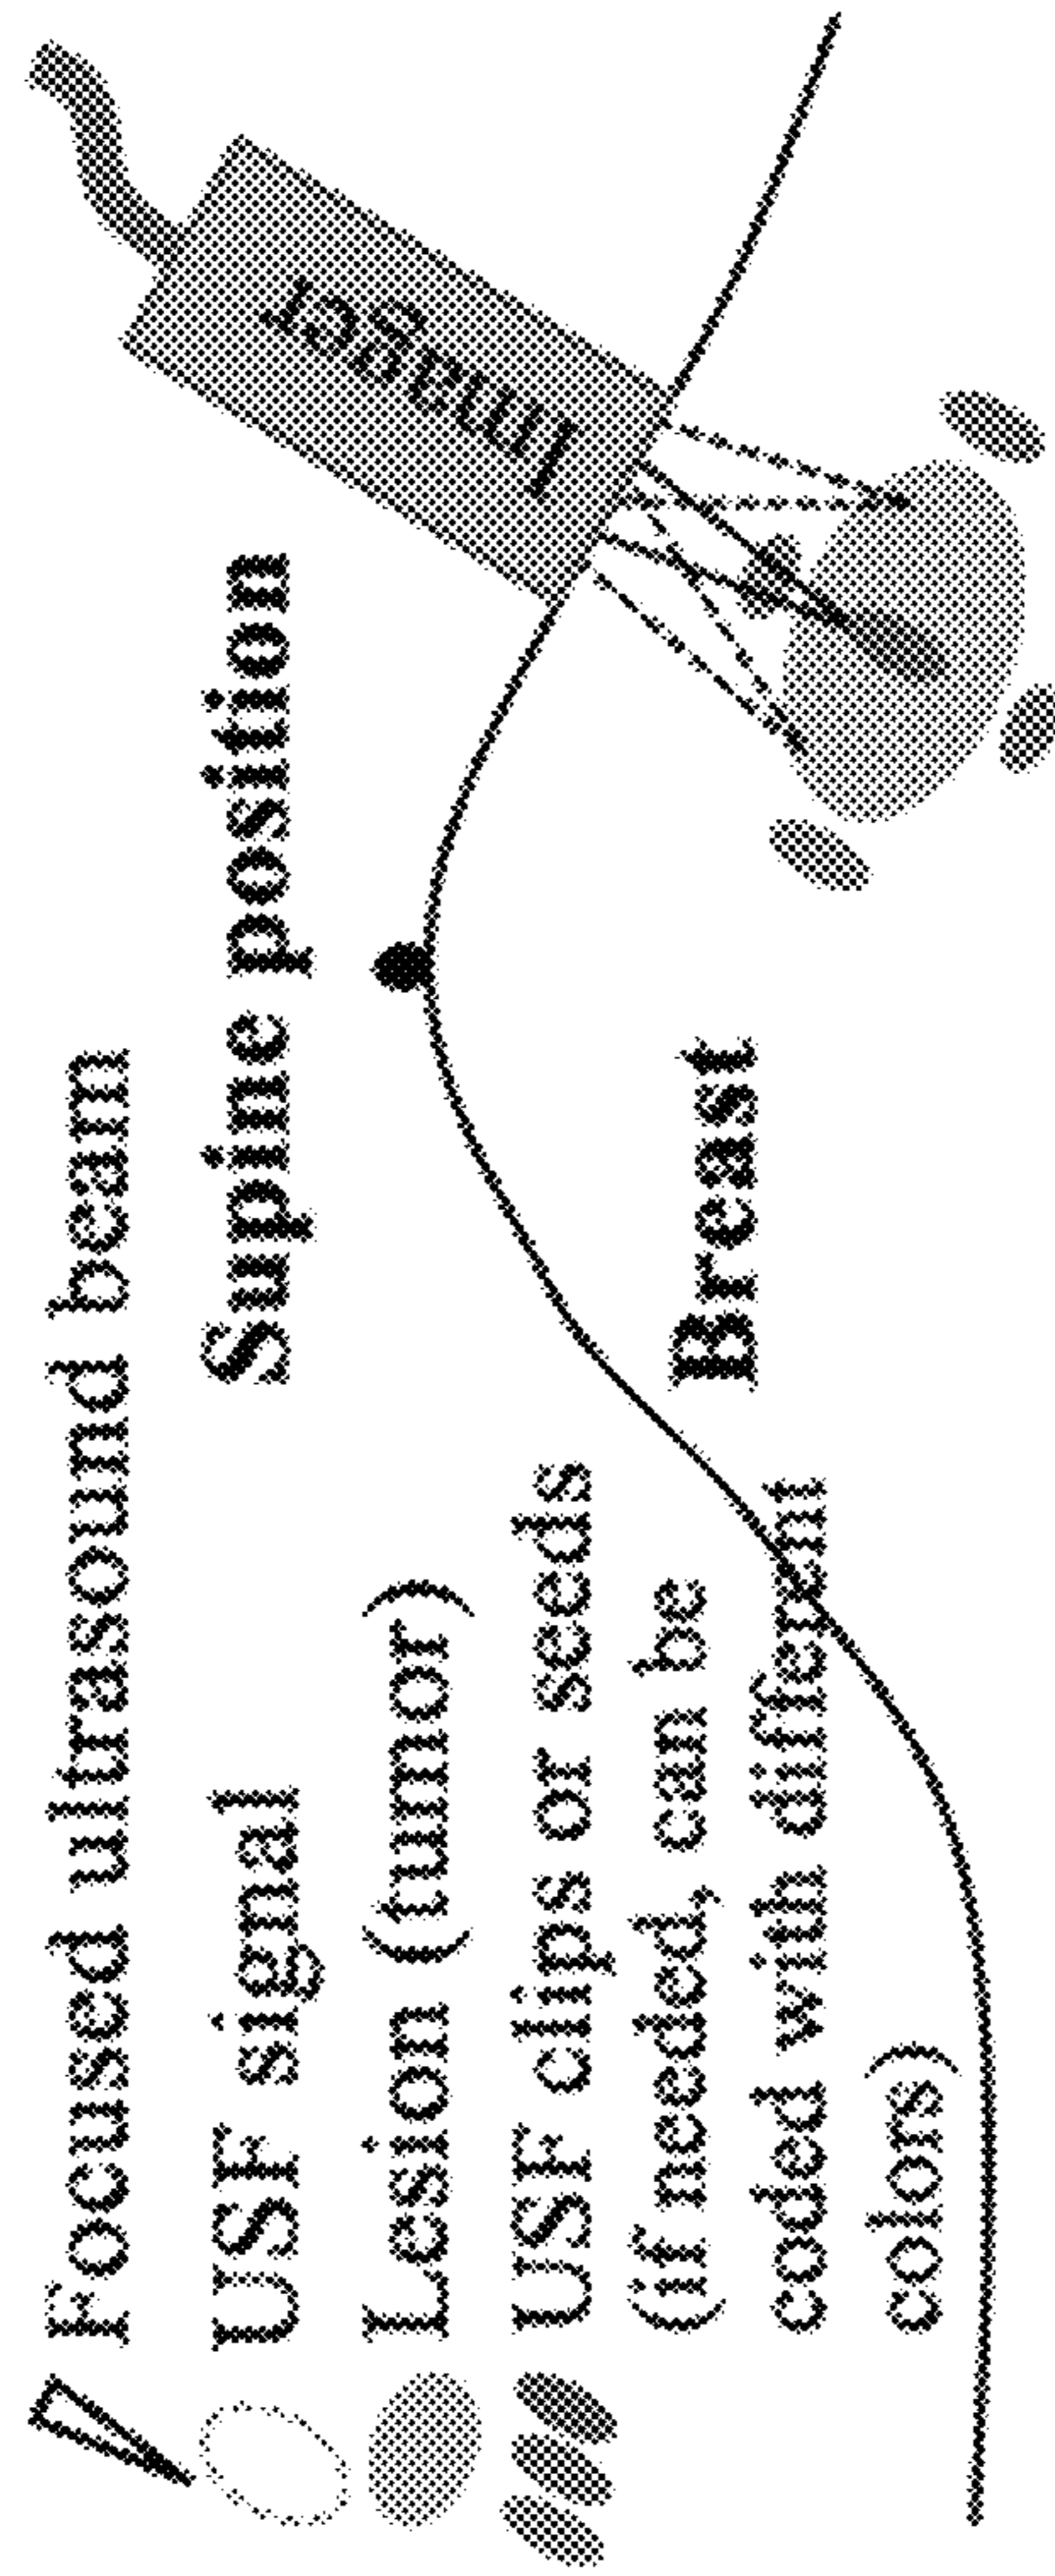 Focused ultrasound beam
USF signal
Lesion (tumor)
USF clips or seeds
(if needed, can be
coded with different
colors)
Supine position
Breast
Imager